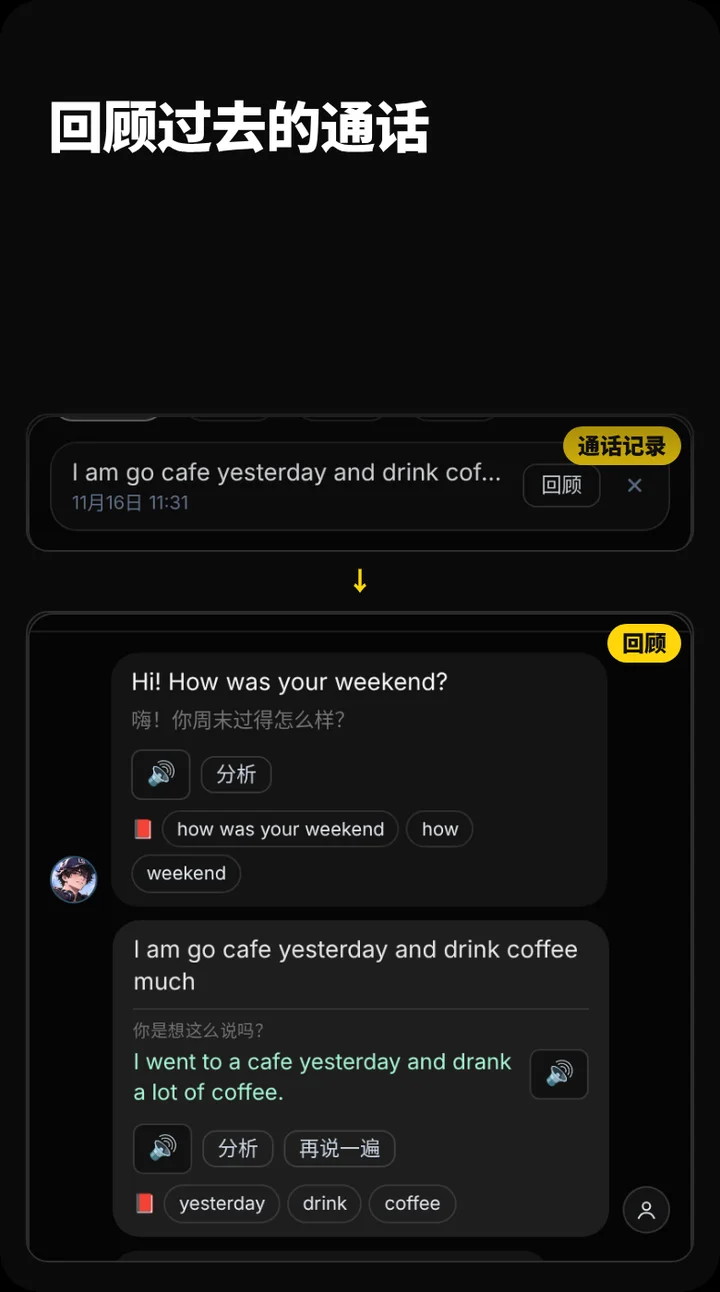 回顾过去的通话
通话记录
I am go cafe yesterday and drink cof...
11月16日 11:31
回顾
×
↓
回顾
Hi! How was your weekend?
嗨！你周末过得怎么样？
分析
how was your weekend
how
weekend
I am go cafe yesterday and drink coffee
much
你是想这么说吗？
I went to a cafe yesterday and drank
a lot of coffee.
分析
再说一遍
yesterday
drink
coffee